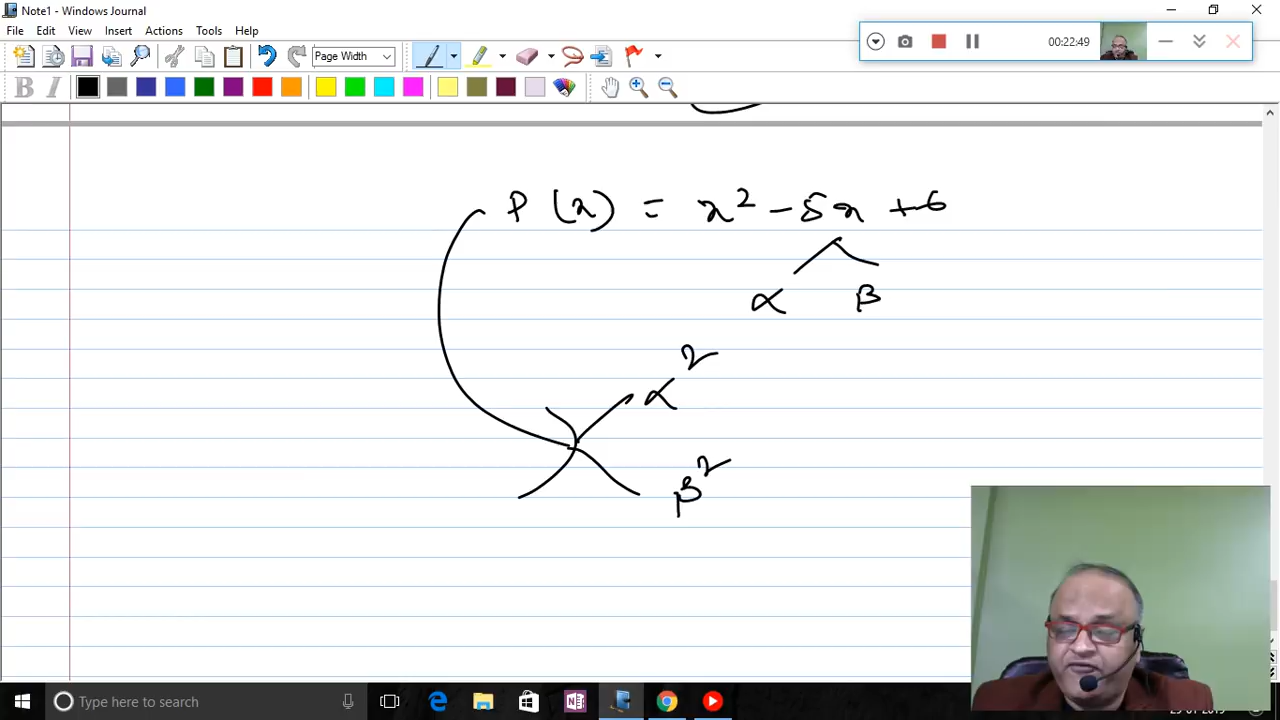 Note1 - Windows Journal
File Edit View Insert Actions Tools Help
Page Width
00:22:49
P (x) = x² - 5x + 6
α β
α²
β²
Type here to search